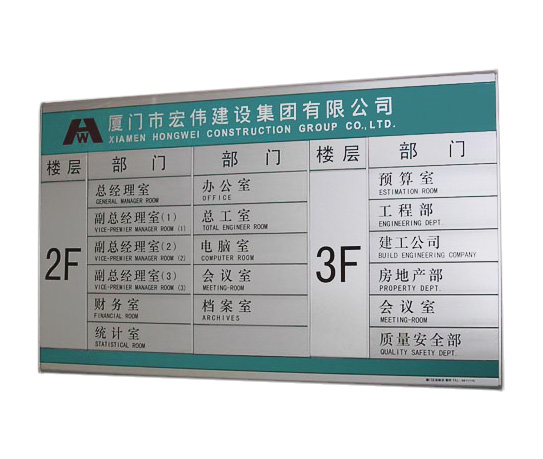 厦门市宏伟建设集团有限公司
XIAMEN HONGWEI CONSTRUCTION GROUP CO.,LTD.
HW
楼层 部门 部门 楼层 部门
2F
总经理室
GENERAL MANAGER ROOM
副总经理室(1)
VICE-PREMIER MANAGER ROOM (1)
副总经理室(2)
VICE-PREMIER MANAGER ROOM (2)
副总经理室(3)
VICE-PREMIER MANAGER ROOM (3)
财务室
FINANCIAL ROOM
统计室
STATISTICAL ROOM
办公室
OFFICE
总工室
TOTAL ENGINEER ROOM
电脑室
COMPUTER ROOM
会议室
MEETING-ROOM
档案室
ARCHIVES
3F
预算室
ESTIMATION ROOM
工程部
ENGINEERING DEPT.
建工公司
BUILD ENGINEERING COMPANY
房地产部
PROPERTY DEPT.
会议室
MEETING-ROOM
质量安全部
QUALITY SAFETY DEPT.